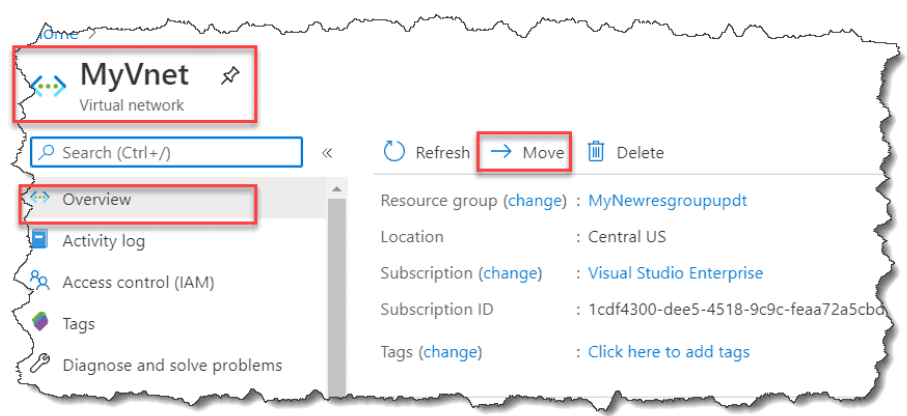 Home >
MyVnet
Virtual network
Search (Ctrl+/) «
Refresh → Move Delete
Overview
Resource group (change) : MyNewresgroupupdt
Activity log
Location : Central US
Access control (IAM)
Subscription (change) : Visual Studio Enterprise
Subscription ID : 1cdf4300-dee5-4518-9c9c-feaa72a5cbd
Tags
Tags (change) : Click here to add tags
Diagnose and solve problems